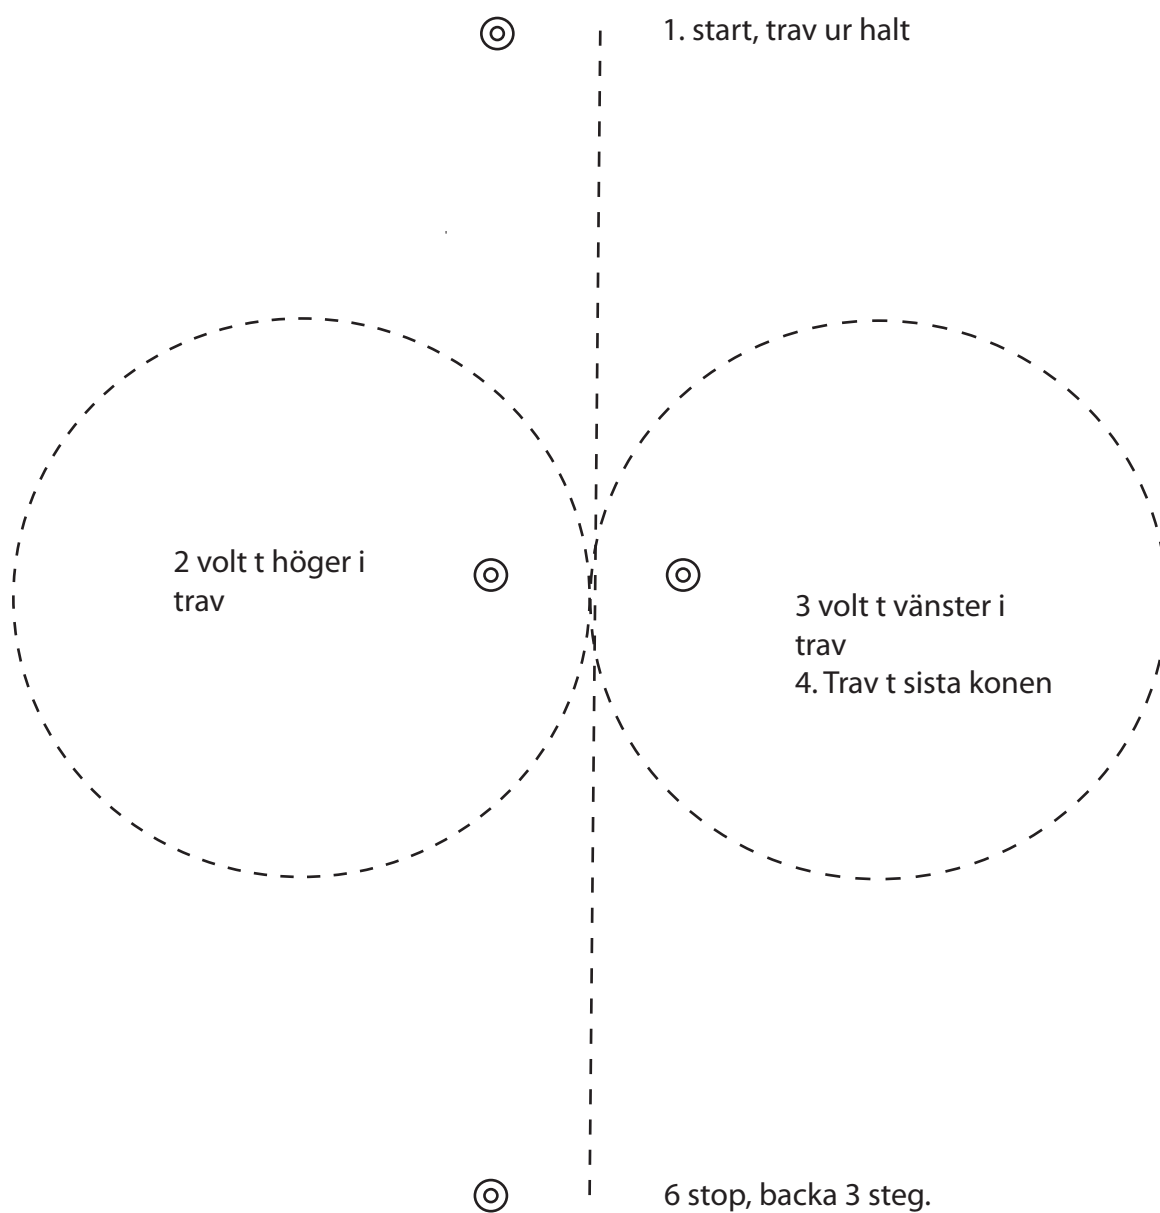 1. start, trav ur halt
2 volt t höger i
trav
3 volt t vänster i
trav
4. Trav t sista konen
6 stop, backa 3 steg.